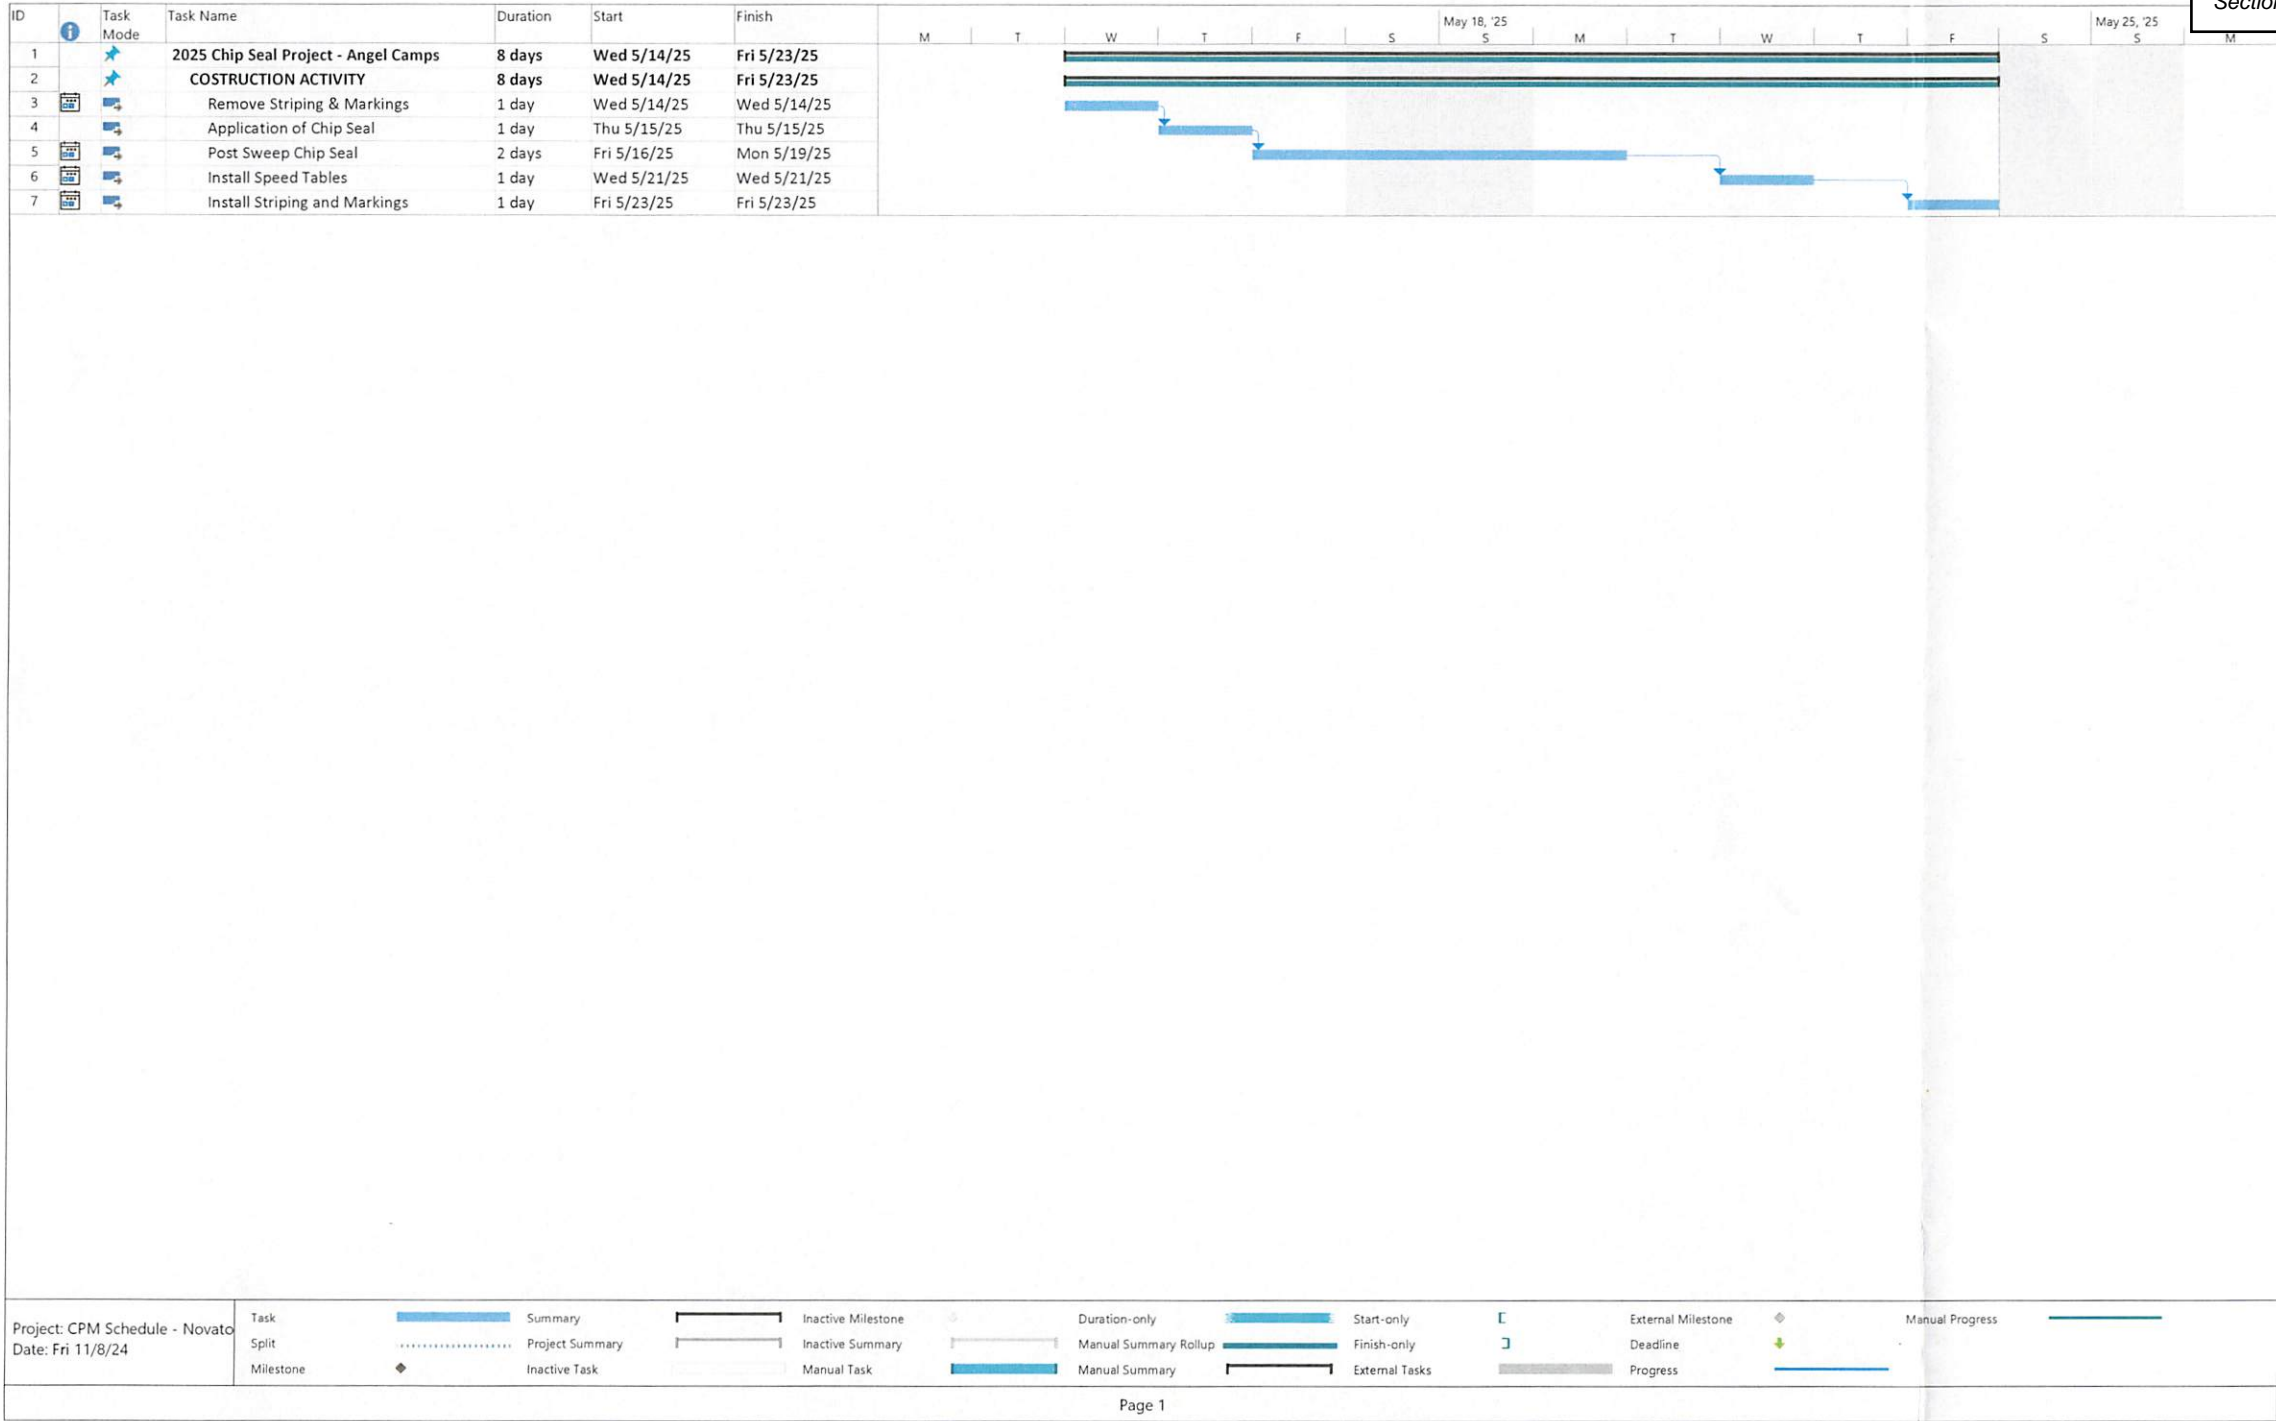 Section
ID Task Mode Task Name Duration Start Finish May 18, '25 May 25, '25
M T W T F S S M T W T F S S M
1 2025 Chip Seal Project - Angel Camps 8 days Wed 5/14/25 Fri 5/23/25
2 COSTRUCTION ACTIVITY 8 days Wed 5/14/25 Fri 5/23/25
3 Remove Striping & Markings 1 day Wed 5/14/25 Wed 5/14/25
4 Application of Chip Seal 1 day Thu 5/15/25 Thu 5/15/25
5 Post Sweep Chip Seal 2 days Fri 5/16/25 Mon 5/19/25
6 Install Speed Tables 1 day Wed 5/21/25 Wed 5/21/25
7 Install Striping and Markings 1 day Fri 5/23/25 Fri 5/23/25
Project: CPM Schedule - Novato
Date: Fri 11/8/24
Task Summary Inactive Milestone Duration-only Start-only External Milestone Manual Progress
Split Project Summary Inactive Summary Manual Summary Rollup Finish-only Deadline
Milestone Inactive Task Manual Task Manual Summary External Tasks Progress
Page 1